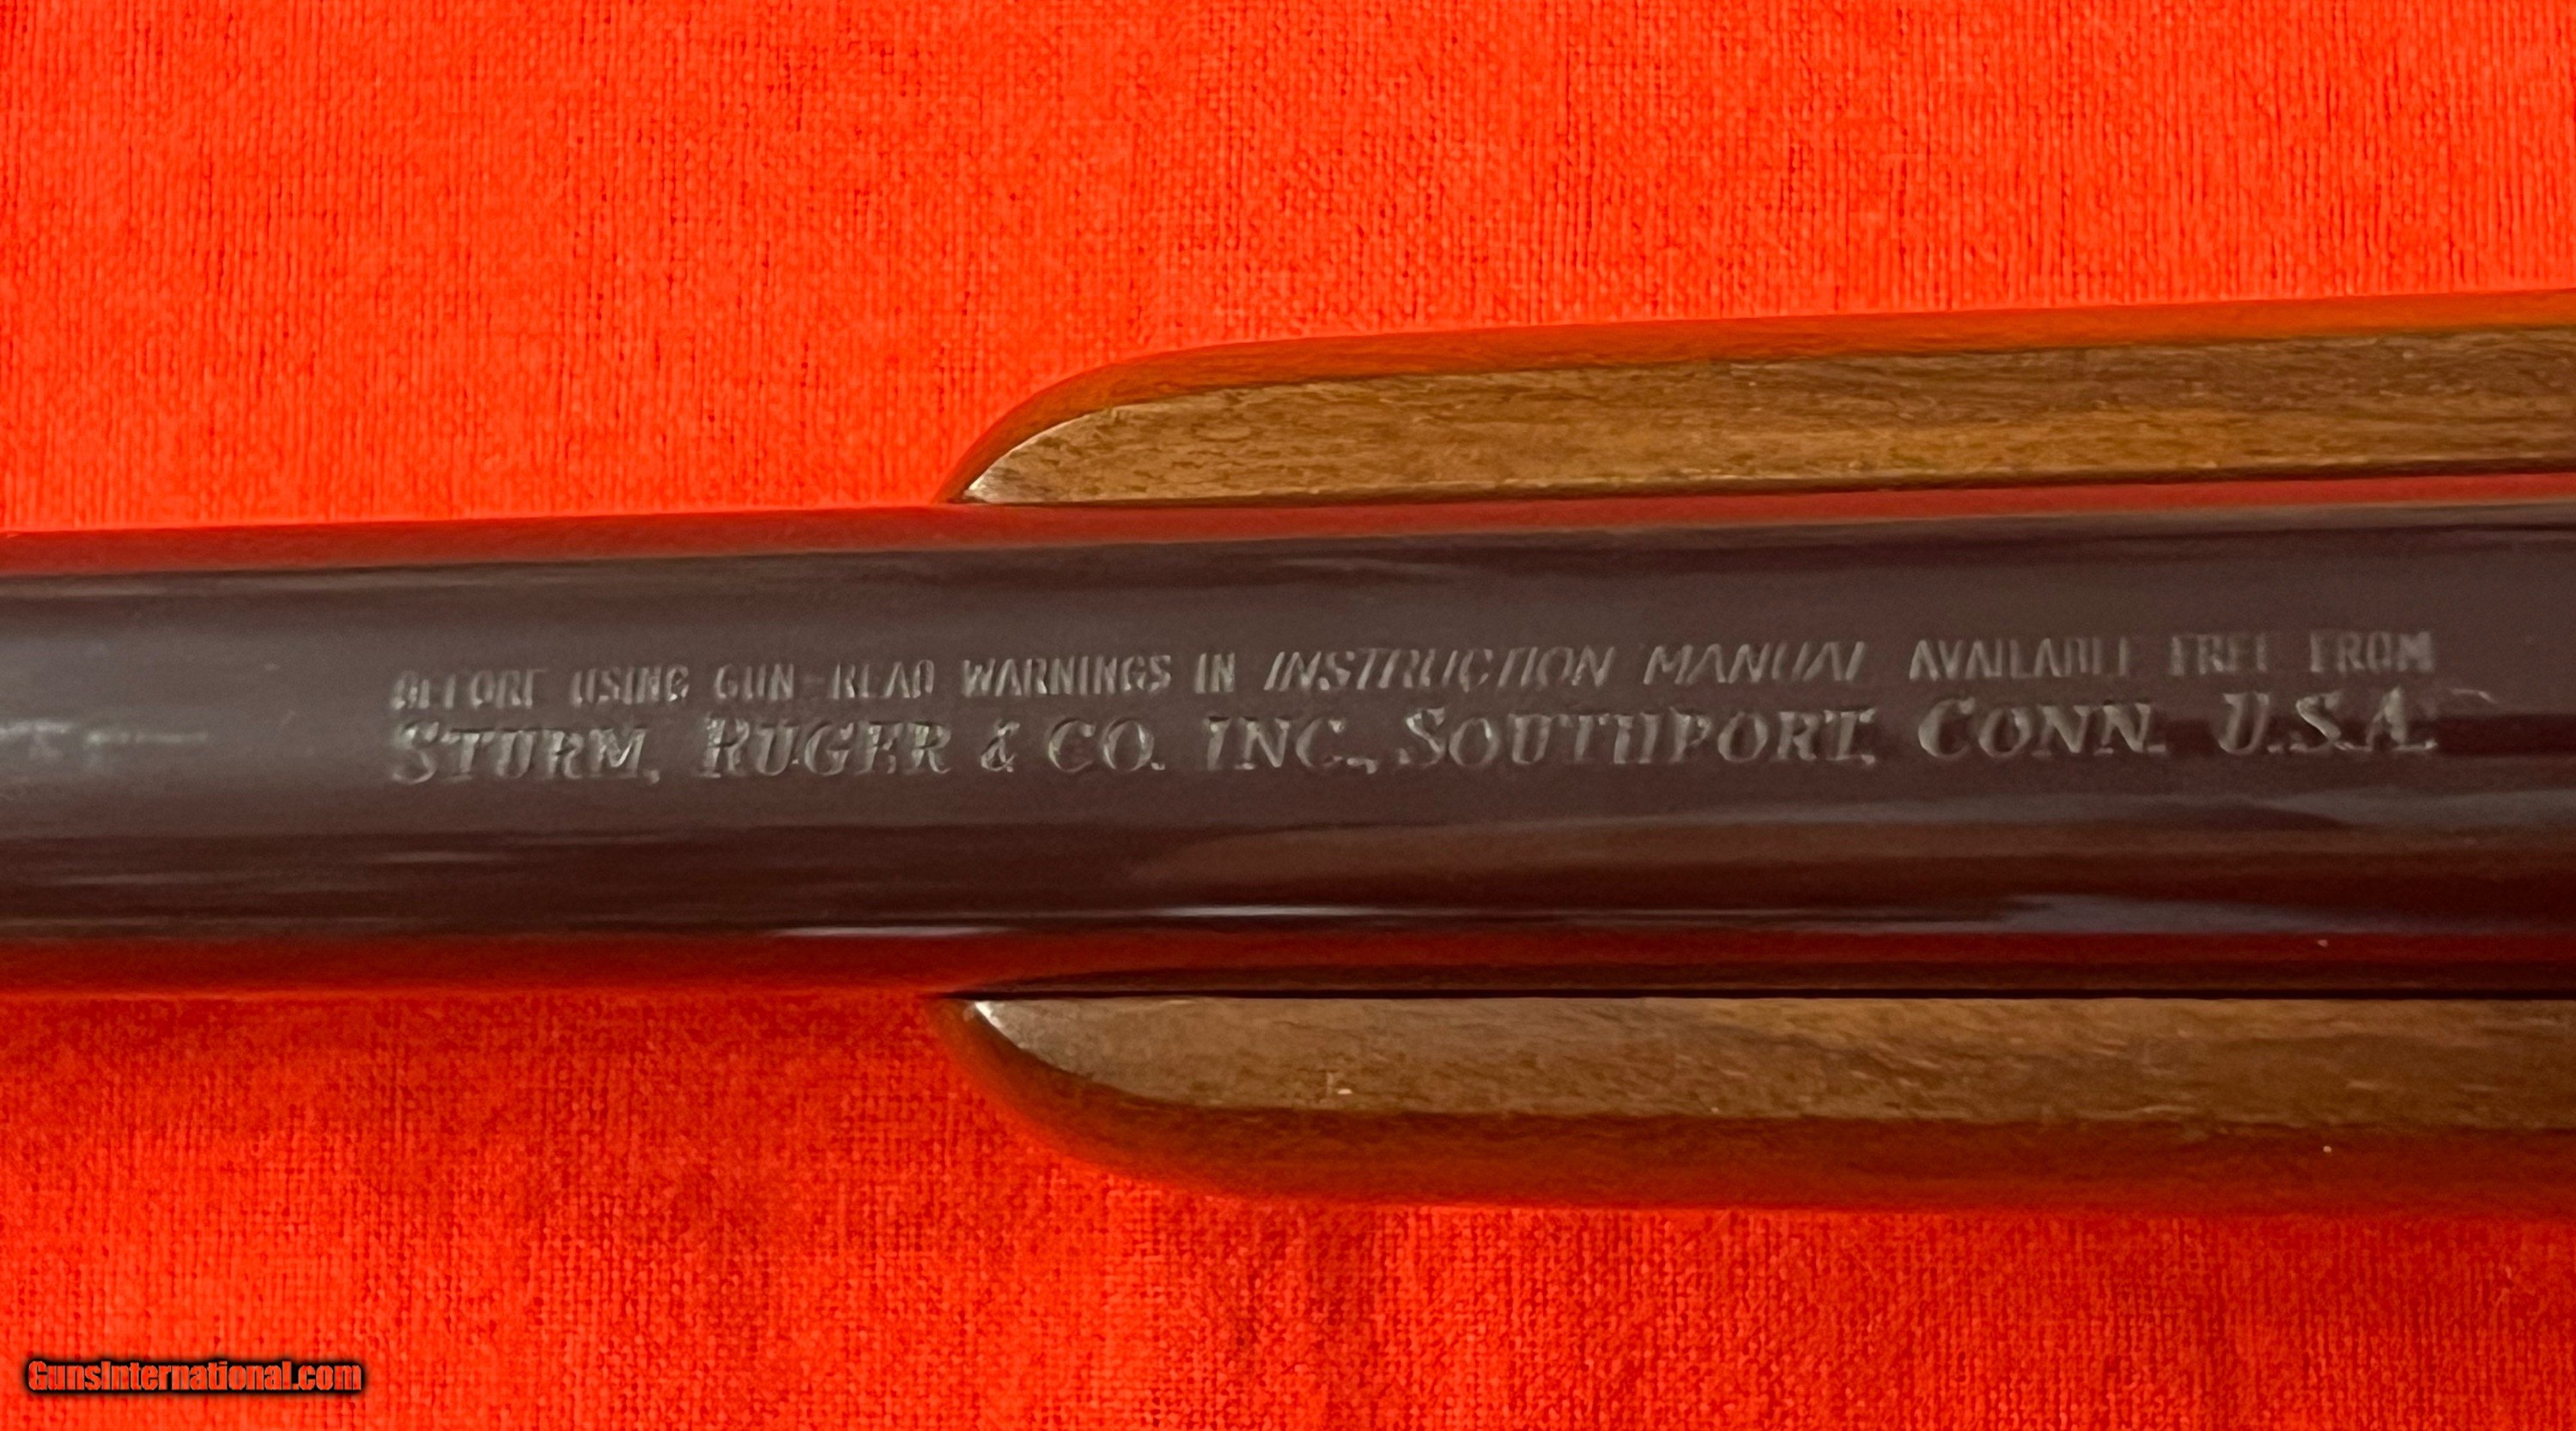 BEFORE USING GUN-READ WARNINGS IN INSTRUCTION MANUAL AVAILABLE FREE FROM
STURM, RUGER & CO. INC., SOUTHPORT, CONN. U.S.A.
GunsInternational.com